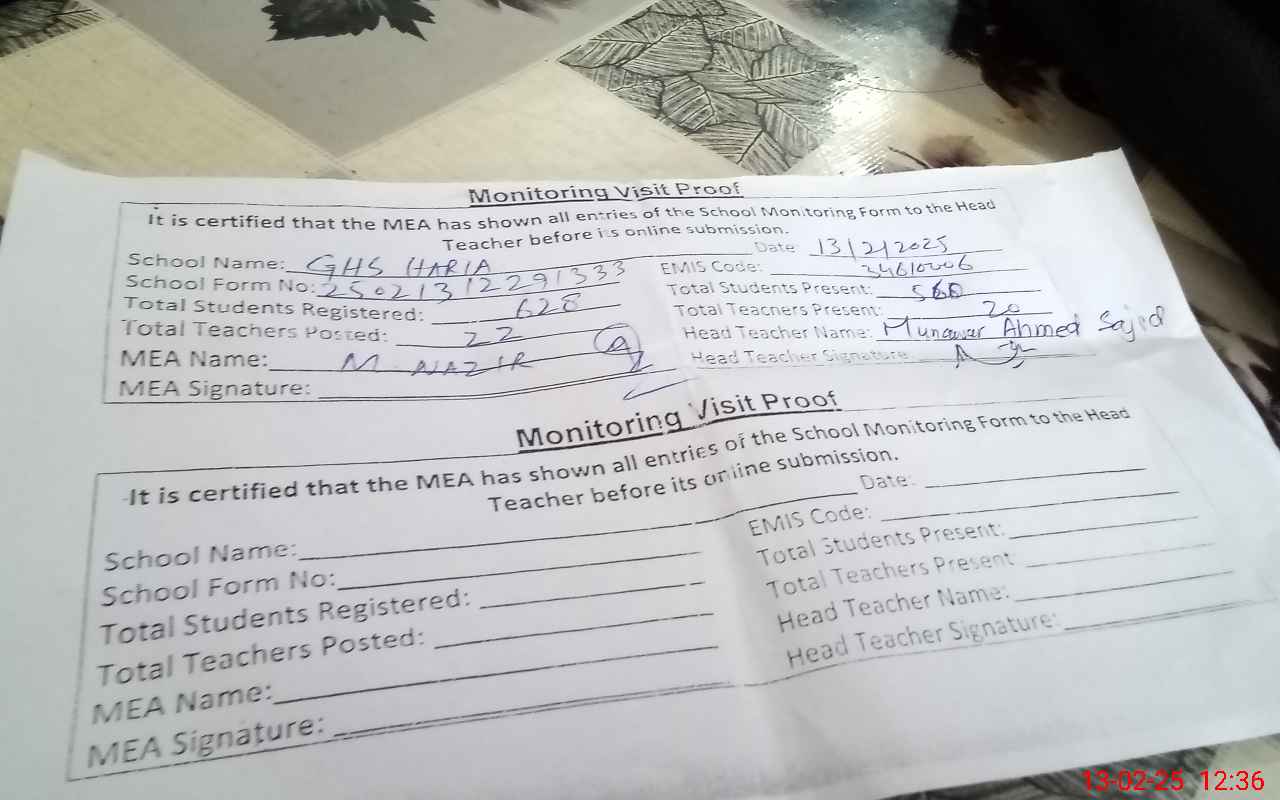 Monitoring Visit Proof
It is certified that the MEA has shown all entries of the School Monitoring Form to the Head
Teacher before its online submission.
Date: 13/2/2025
School Name: GHS HARIA
EMIS Code: 34610006
School Form No: 25021312291333
Total Students Present: 560
Total Students Registered: 628
Total Teachers Present: 20
Total Teachers Posted: 22
Head Teacher Name: Munawar Ahmed Sajid
MEA Name: M. NAZIR
Head Teacher Signature:
MEA Signature:
Monitoring Visit Proof
It is certified that the MEA has shown all entries of the School Monitoring Form to the Head
Teacher before its online submission.
Date:
School Name:
EMIS Code:
School Form No:
Total Students Present:
Total Students Registered:
Total Teachers Present
Total Teachers Posted:
Head Teacher Name:
MEA Name:
Head Teacher Signature:
MEA Signature:
13-02-25 12:36